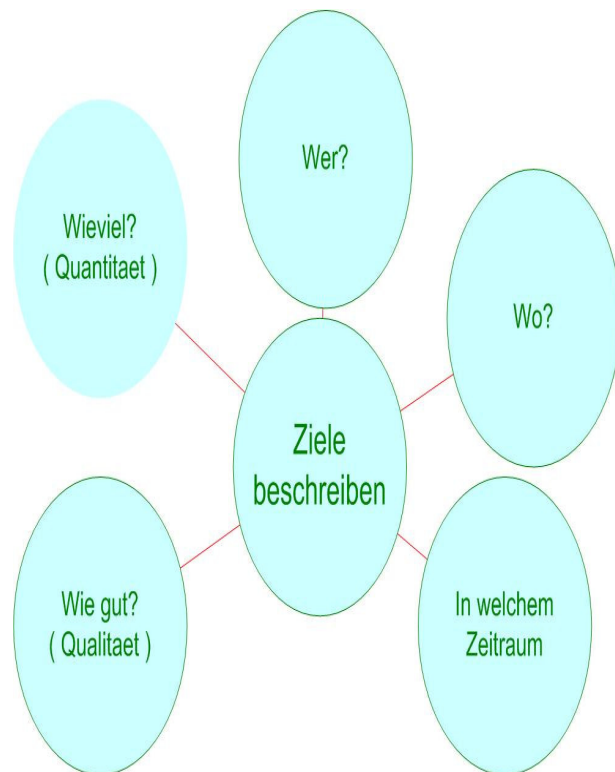 Wer?
Wieviel?
( Quantitaet )
Wo?
Ziele
beschreiben
Wie gut?
( Qualitaet )
In welchem
Zeitraum